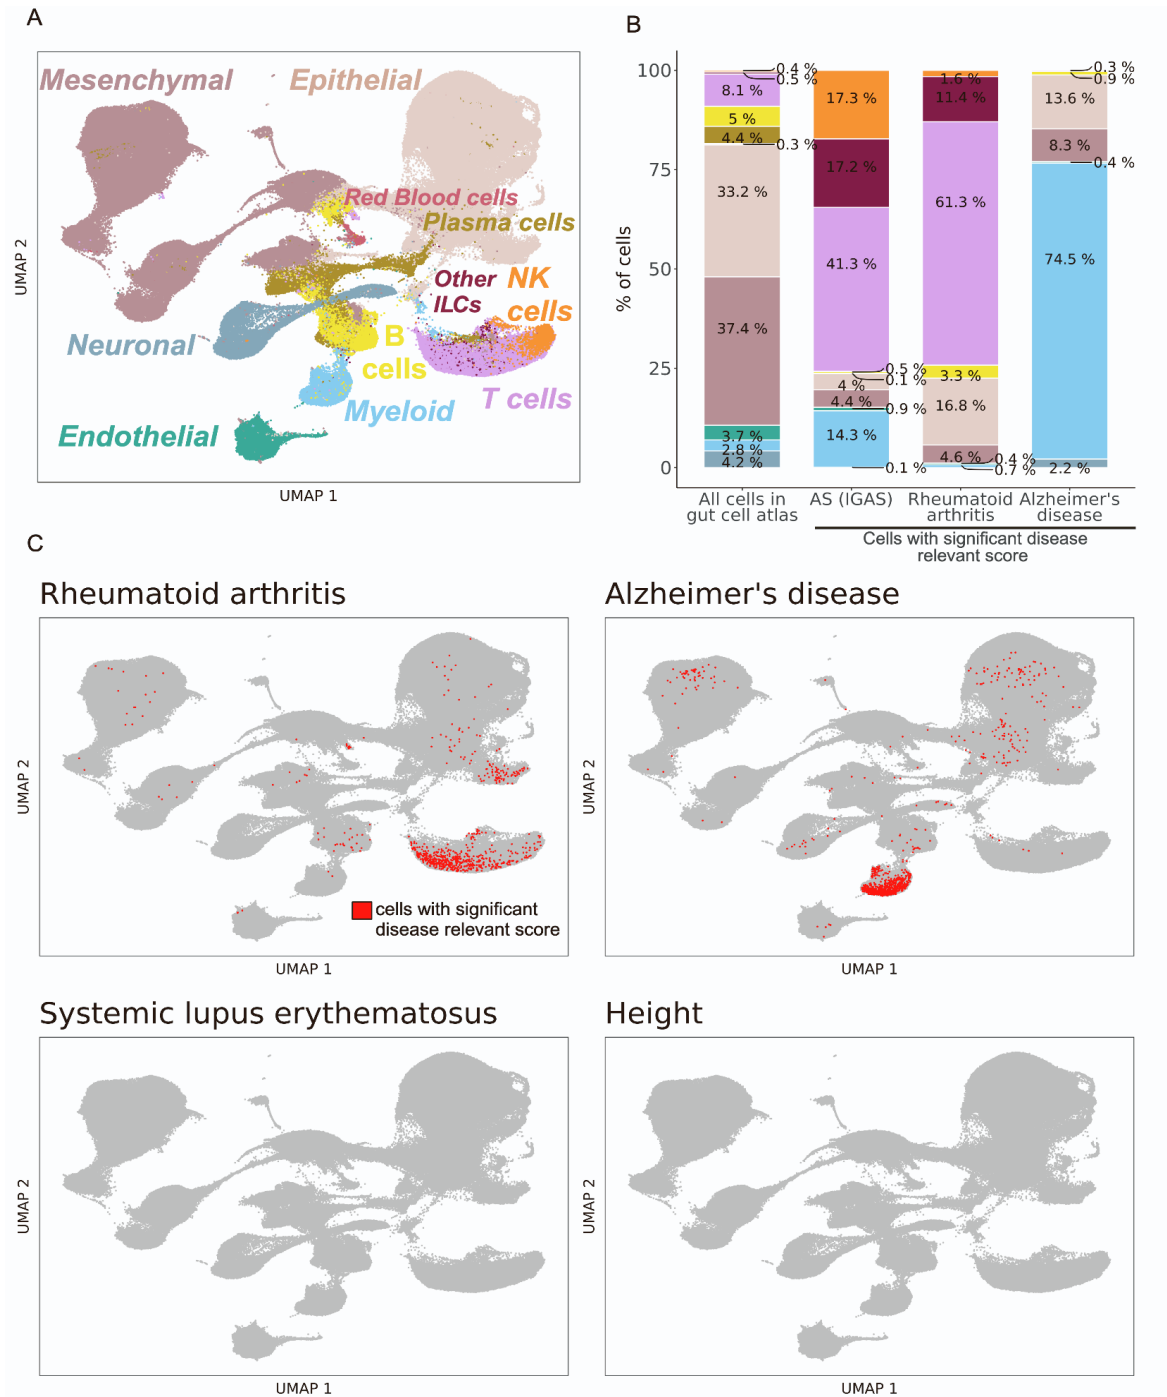 A
Mesenchymal
Epithelial
Red Blood cells
Plasma cells
Other
ILCs
NK
cells
Neuronal
B
cells
T cells
Myeloid
Endothelial
UMAP 2
UMAP 1
B
% of cells
100
75
50
25
0
0.4 %
0.5 %
8.1 %
5 %
4.4 %
0.3 %
33.2 %
37.4 %
3.7 %
2.8 %
4.2 %
17.3 %
17.2 %
41.3 %
0.5 %
0.1 %
4 %
4.4 %
0.9 %
14.3 %
0.1 %
1.6 %
11.4 %
61.3 %
3.3 %
16.8 %
4.6 %
0.4 %
0.7 %
0.3 %
0.9 %
13.6 %
8.3 %
0.4 %
74.5 %
2.2 %
All cells in
gut cell atlas
AS (IGAS)
Rheumatoid
arthritis
Alzheimer's
disease
Cells with significant disease
relevant score
C
Rheumatoid arthritis
UMAP 2
cells with significant
disease relevant score
UMAP 1
Alzheimer's disease
UMAP 2
UMAP 1
Systemic lupus erythematosus
UMAP 2
UMAP 1
Height
UMAP 2
UMAP 1